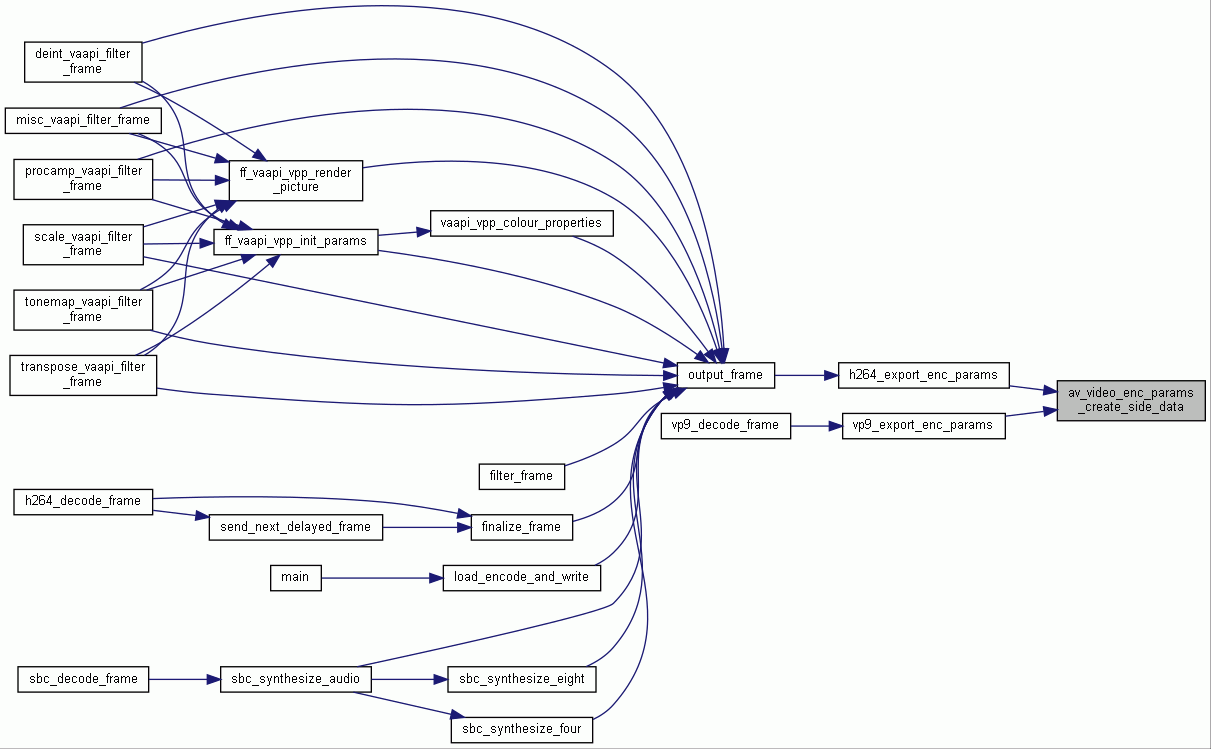 deint_vaapi_filter
_frame
misc_vaapi_filter_frame
procamp_vaapi_filter
_frame
scale_vaapi_filter
_frame
tonemap_vaapi_filter
_frame
transpose_vaapi_filter
_frame
ff_vaapi_vpp_render
_picture
ff_vaapi_vpp_init_params
vaapi_vpp_colour_properties
output_frame
h264_export_enc_params
av_video_enc_params
_create_side_data
vp9_decode_frame
vp9_export_enc_params
filter_frame
h264_decode_frame
send_next_delayed_frame
finalize_frame
main
load_encode_and_write
sbc_decode_frame
sbc_synthesize_audio
sbc_synthesize_eight
sbc_synthesize_four